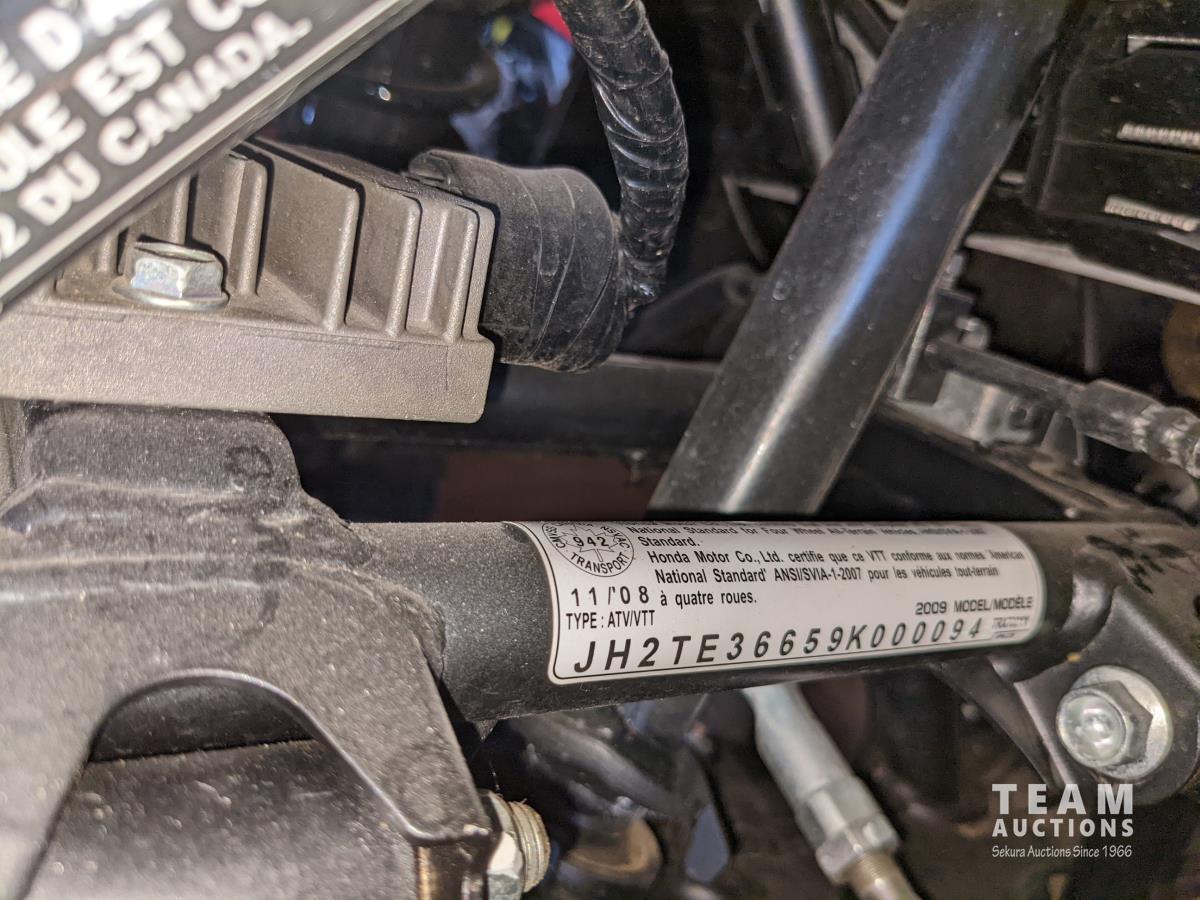 ULE EST
2 DU CANADA.
942
TRANSPORT
National Standard for Four Wheel All-Terrain Vehicles
Standard.
Honda Motor Co., Ltd. certifie que ce VTT conforme aux normes 'American
National Standard' ANSI/SVIA-1-2007 pour les véhicules tout-terrain
à quatre roues.
11/'08
TYPE : ATV/VTT
2009 MODEL/MODÈLE
JH2TE36659K000094
TEAM
AUCTIONS
Sekura Auctions Since 1966